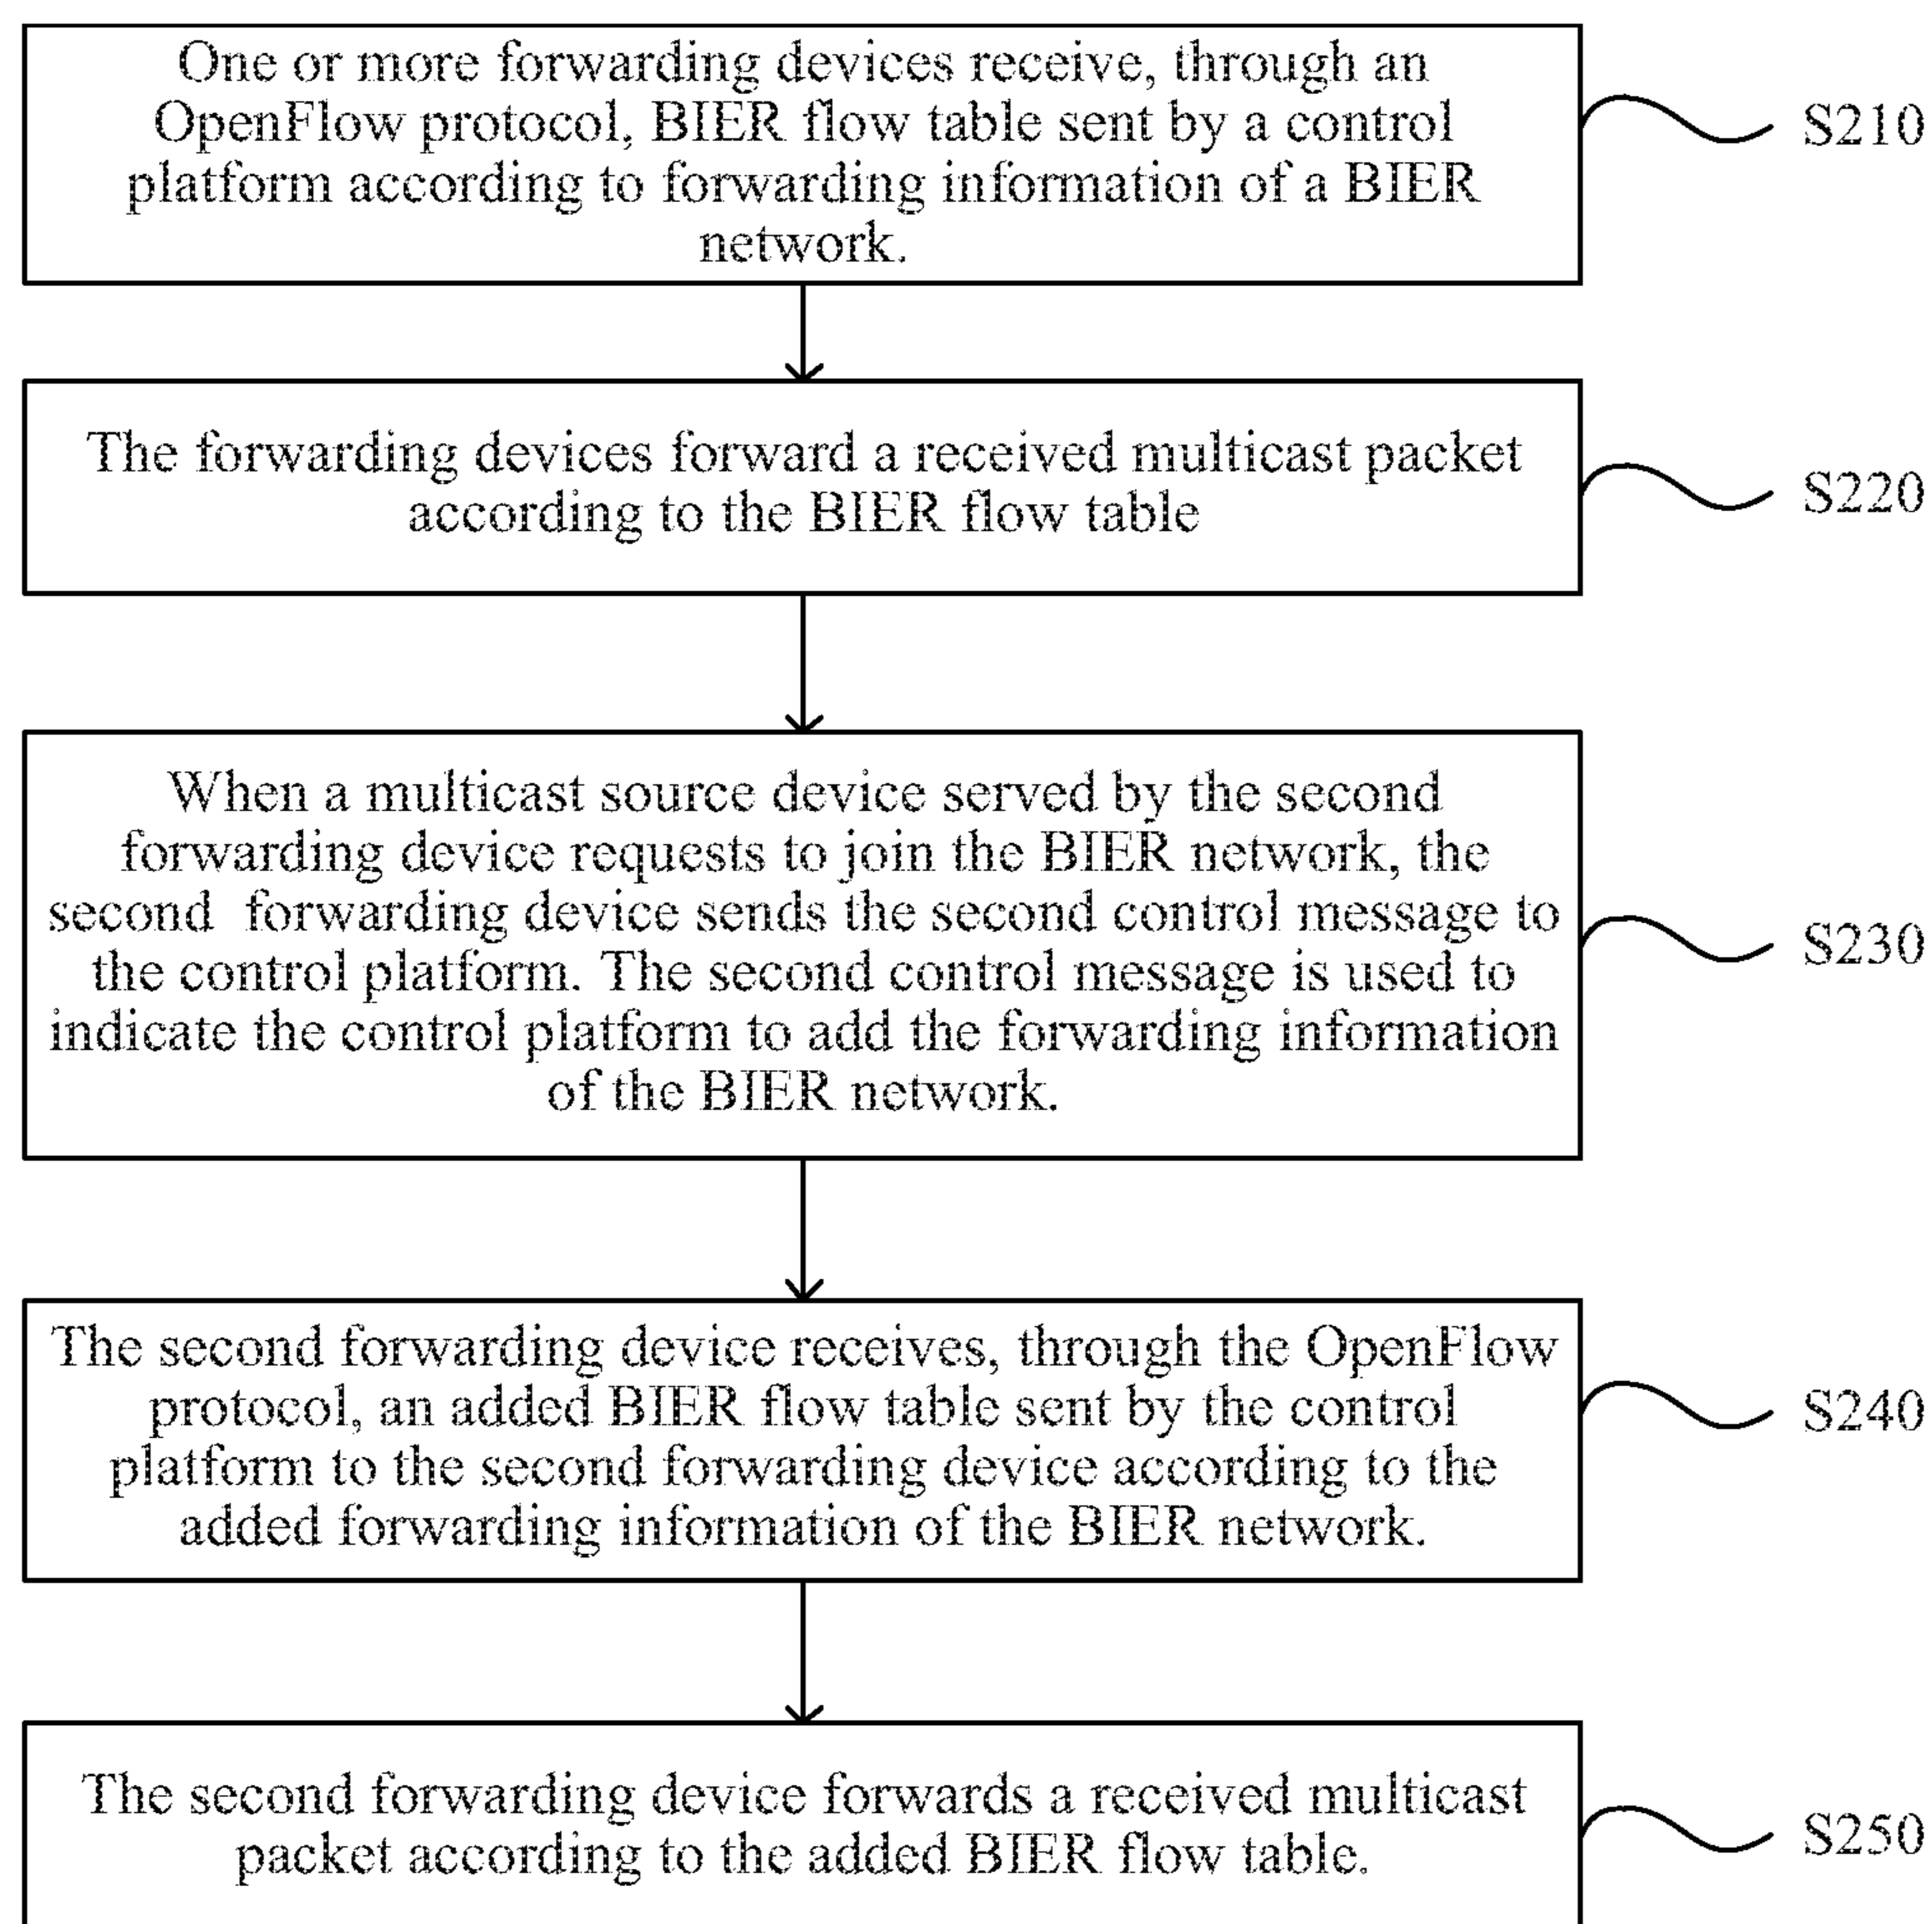 One or more forwarding devices receive, through an
OpenFlow protocol, BIER flow table sent by a control
platform according to forwarding information of a BIER
network.
S210
The forwarding devices forward a received multicast packet
according to the BIER flow table
S220
When a multicast source device served by the second
forwarding device requests to join the BIER network, the
second  forwarding device sends the second control message to
the control platform. The second control message is used to
indicate the control platform to add the forwarding information
of the BIER network.
S230
The second forwarding device receives, through the OpenFlow
protocol, an added BIER flow table sent by the control
platform to the second forwarding device according to the
added forwarding information of the BIER network.
S240
The second forwarding device forwards a received multicast
packet according to the added BIER flow table.
S250